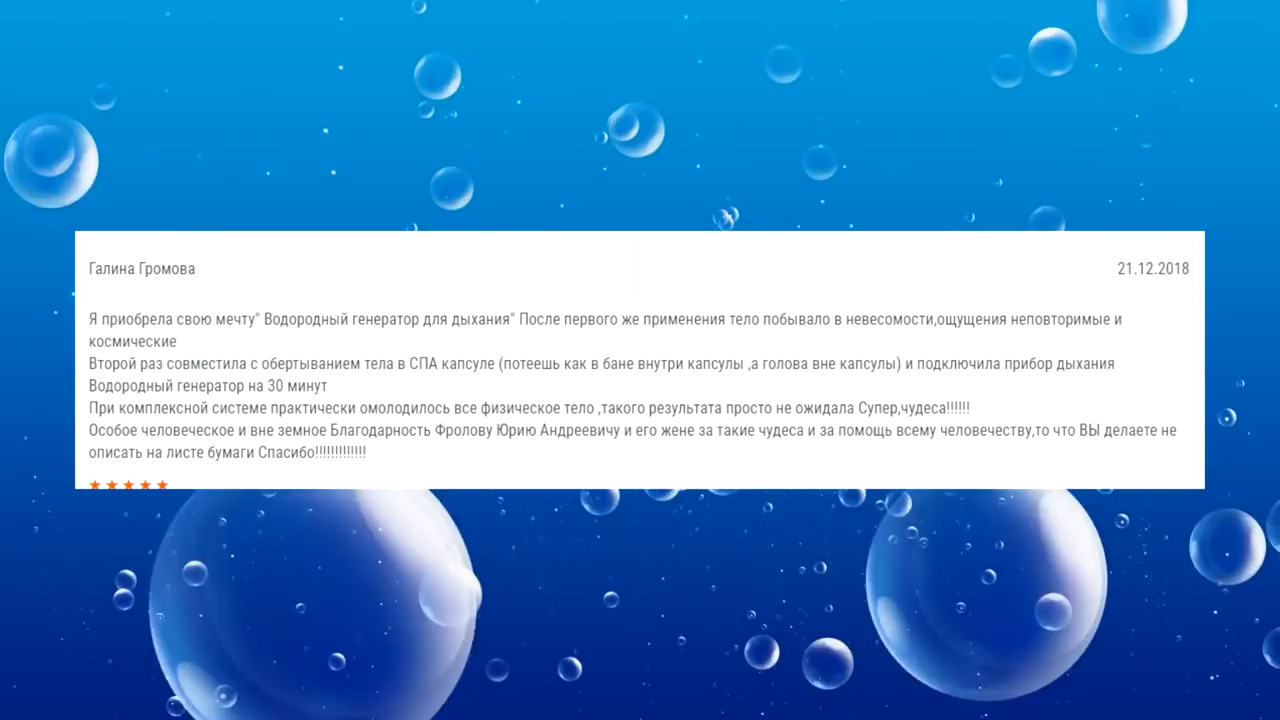 Галина Громова
21.12.2018
Я приобрела свою мечту" Водородный генератор для дыхания" После первого же применения тело побывало в невесомости,ощущения неповторимые и
космические
Второй раз совместила с обертыванием тела в СПА капсуле (потеешь как в бане внутри капсулы ,а голова вне капсулы) и подключила прибор дыхания
Водородный генератор на 30 минут
При комплексной системе практически омолодилось все физическое тело ,такого результата просто не ожидала Супер,чудеса!!!!!!
Особое человеческое и вне земное Благодарность Фролову Юрию Андреевичу и его жене за такие чудеса и за помощь всему человечеству,то что ВЫ делаете не
описать на листе бумаги Спасибо!!!!!!!!!!!!!